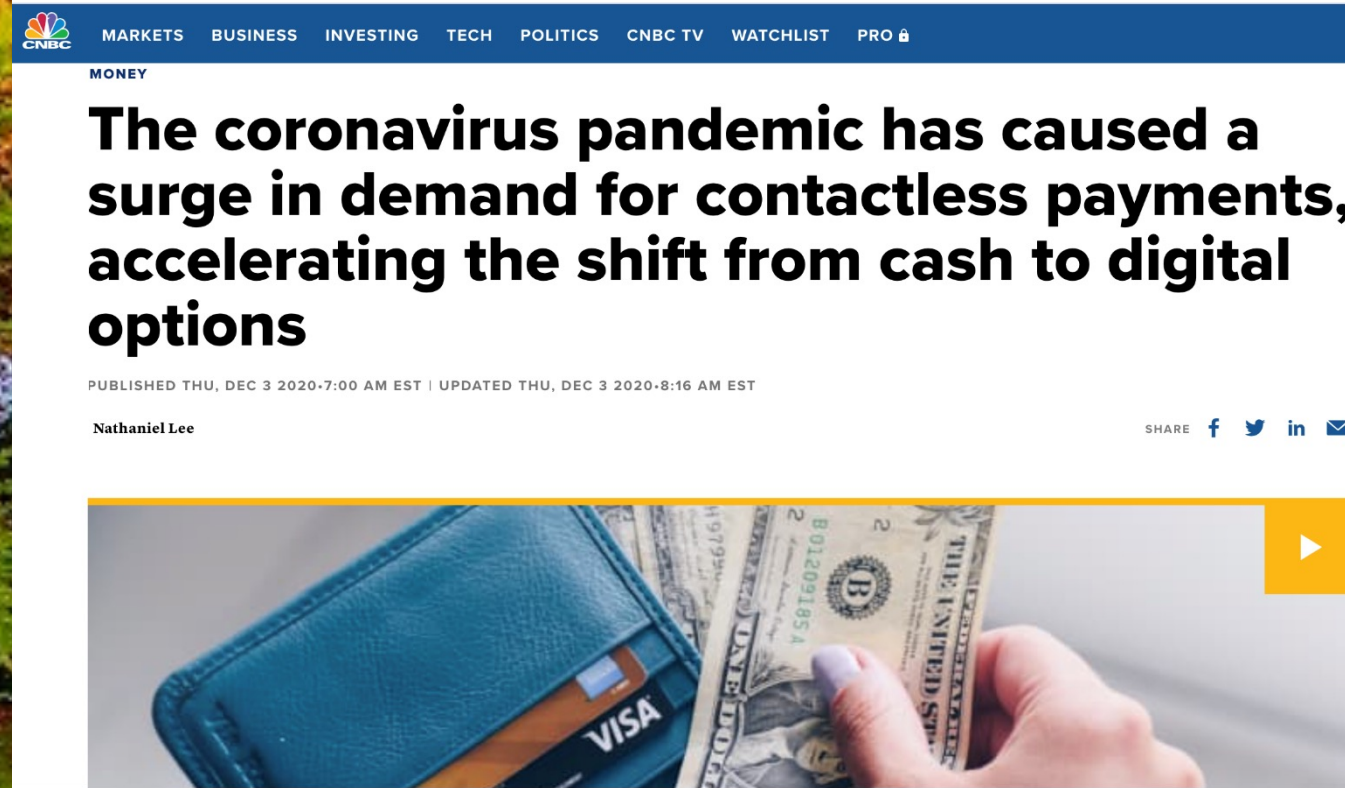 CNBC
MARKETS BUSINESS INVESTING TECH POLITICS CNBC TV WATCHLIST PRO
MONEY
The coronavirus pandemic has caused a
surge in demand for contactless payments,
accelerating the shift from cash to digital
options
PUBLISHED THU, DEC 3 2020•7:00 AM EST | UPDATED THU, DEC 3 2020•8:16 AM EST
Nathaniel Lee
SHARE
VISA
B01209185A
2
2
B
THE UNITED ST
ONE DO